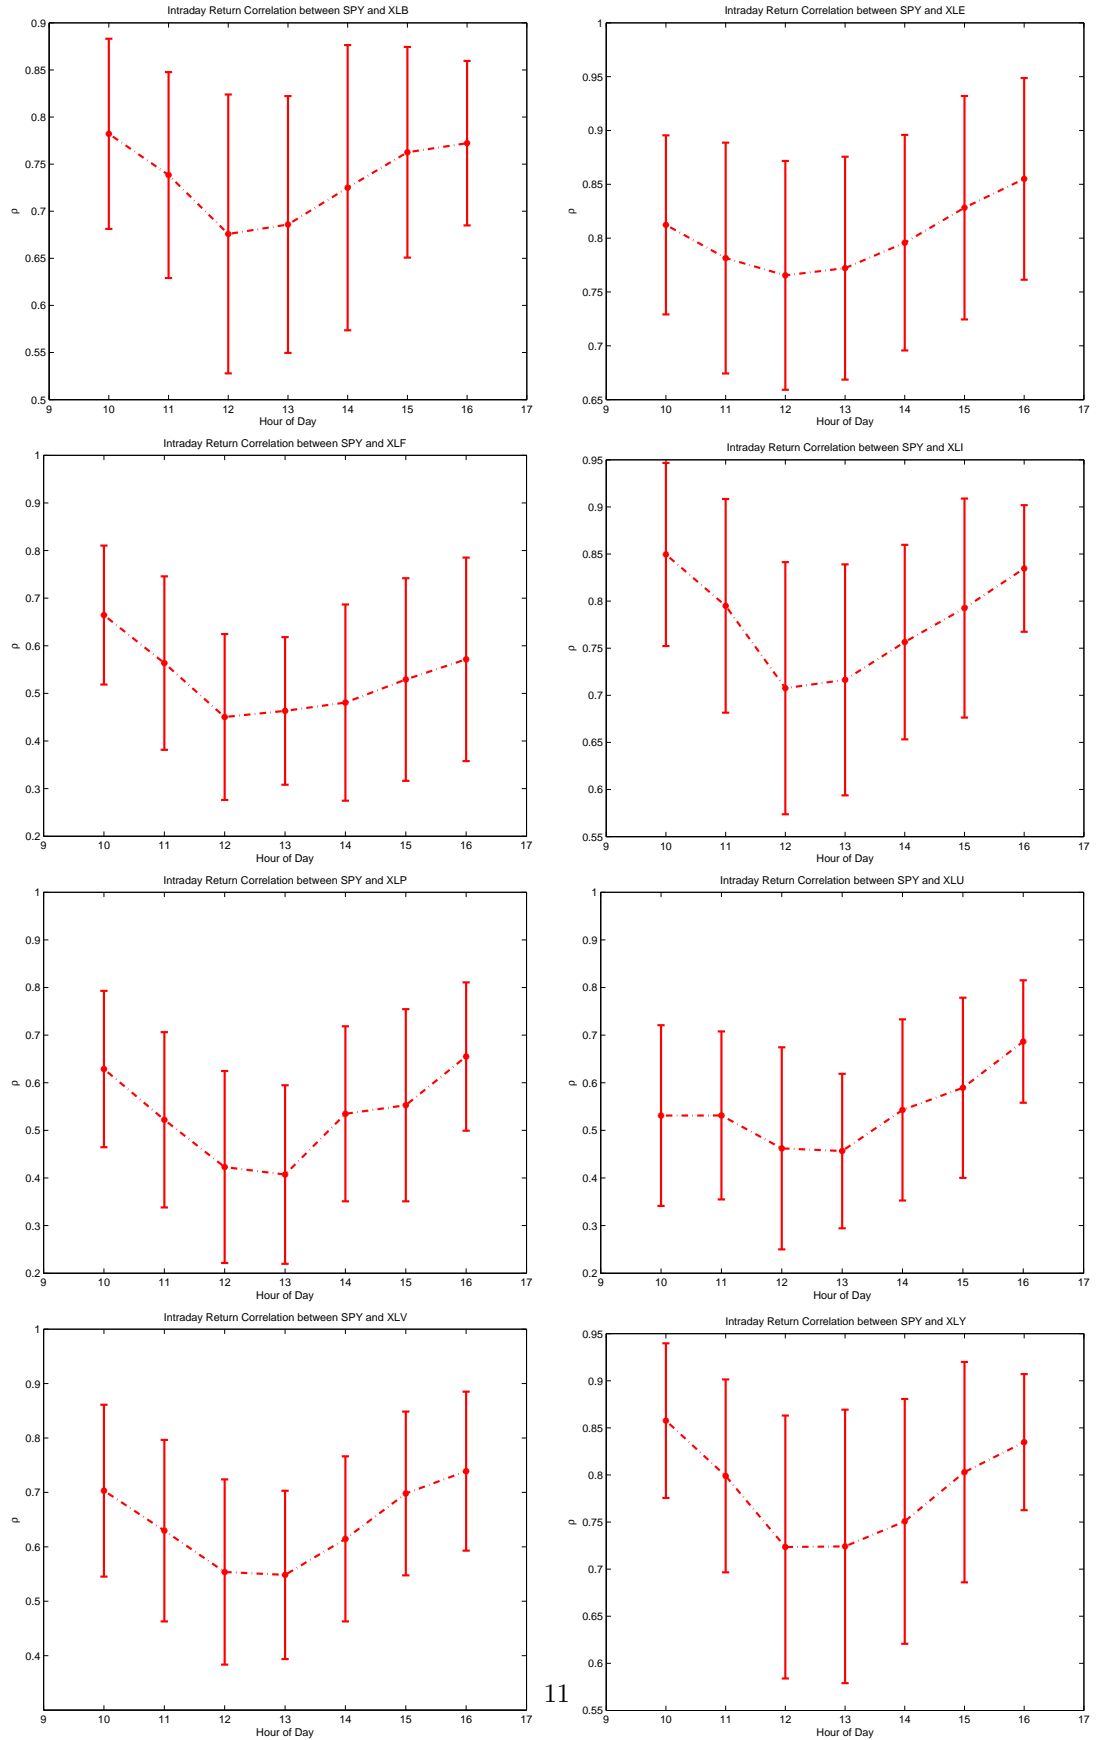 Intraday Return Correlation between SPY and XLB
0.9
0.85
0.8
0.75
0.7
0.65
0.6
0.55
0.5
ρ
9 10 11 12 13 14 15 16 17
Hour of Day
Intraday Return Correlation between SPY and XLE
1
0.95
0.9
0.85
0.8
0.75
0.7
0.65
ρ
9 10 11 12 13 14 15 16 17
Hour of Day
Intraday Return Correlation between SPY and XLF
1
0.9
0.8
0.7
0.6
0.5
0.4
0.3
0.2
ρ
9 10 11 12 13 14 15 16 17
Hour of Day
Intraday Return Correlation between SPY and XLI
0.95
0.9
0.85
0.8
0.75
0.7
0.65
0.6
0.55
ρ
9 10 11 12 13 14 15 16 17
Hour of Day
Intraday Return Correlation between SPY and XLP
1
0.9
0.8
0.7
0.6
0.5
0.4
0.3
0.2
ρ
9 10 11 12 13 14 15 16 17
Hour of Day
Intraday Return Correlation between SPY and XLU
1
0.9
0.8
0.7
0.6
0.5
0.4
0.3
0.2
ρ
9 10 11 12 13 14 15 16 17
Hour of Day
Intraday Return Correlation between SPY and XLV
1
0.9
0.8
0.7
0.6
0.5
0.4
ρ
9 10 11 12 13 14 15 16 17
Hour of Day
Intraday Return Correlation between SPY and XLY
0.95
0.9
0.85
0.8
0.75
0.7
0.65
0.6
0.55
ρ
9 10 11 12 13 14 15 16 17
Hour of Day
11